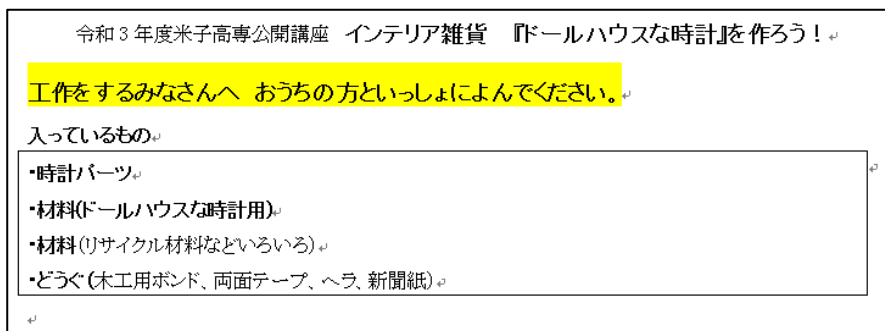 令和３年度米子高専公開講座 インテリア雑貨 『ドールハウスな時計』を作ろう！
工作をするみなさんへ おうちの方といっしょによんでください。
入っているもの
・時計パーツ
・材料(ドールハウスな時計用)
・材料(リサイクル材料などいろいろ)
・どうぐ(木工用ボンド、両面テープ、ヘラ、新聞紙)